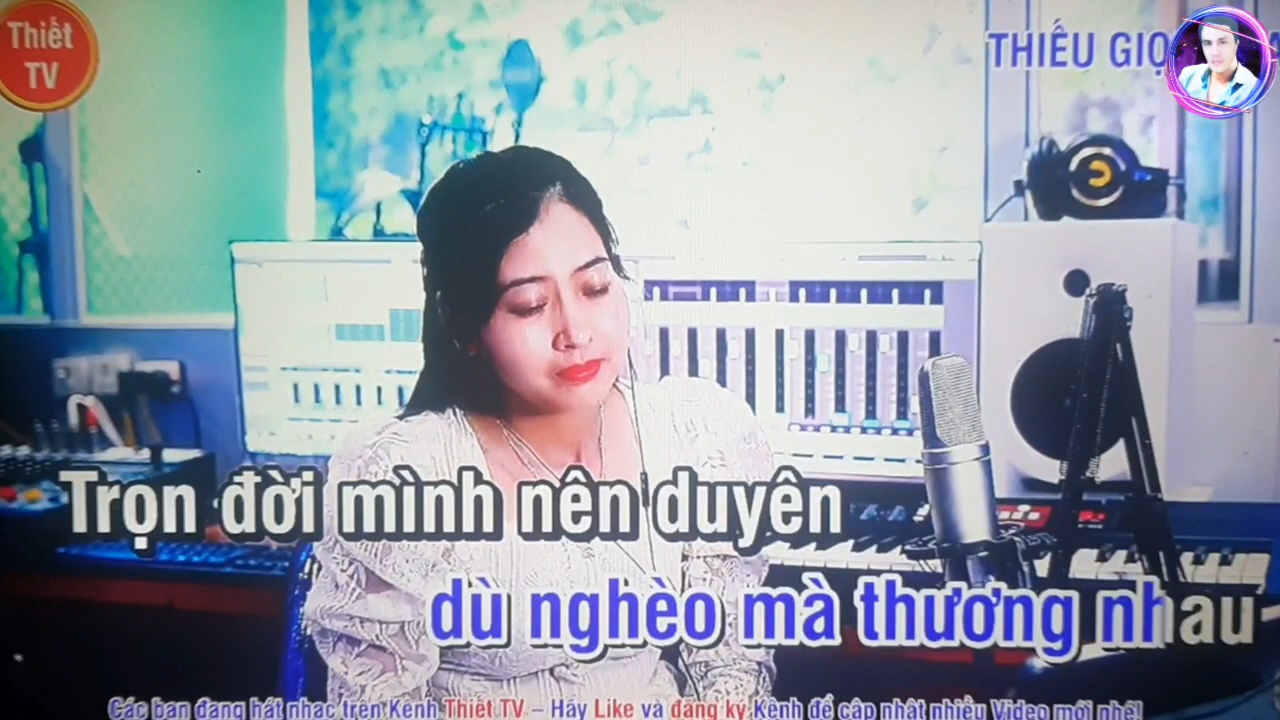 Thiết
TV
THIẾU GIỌ
Trọn đời mình nên duyên
dù nghèo mà thương nhau
Các bạn đang hát nhạc trên Kênh Thiết TV – Hãy Like và đăng ký Kênh để cập nhật nhiều Video mới nhé!